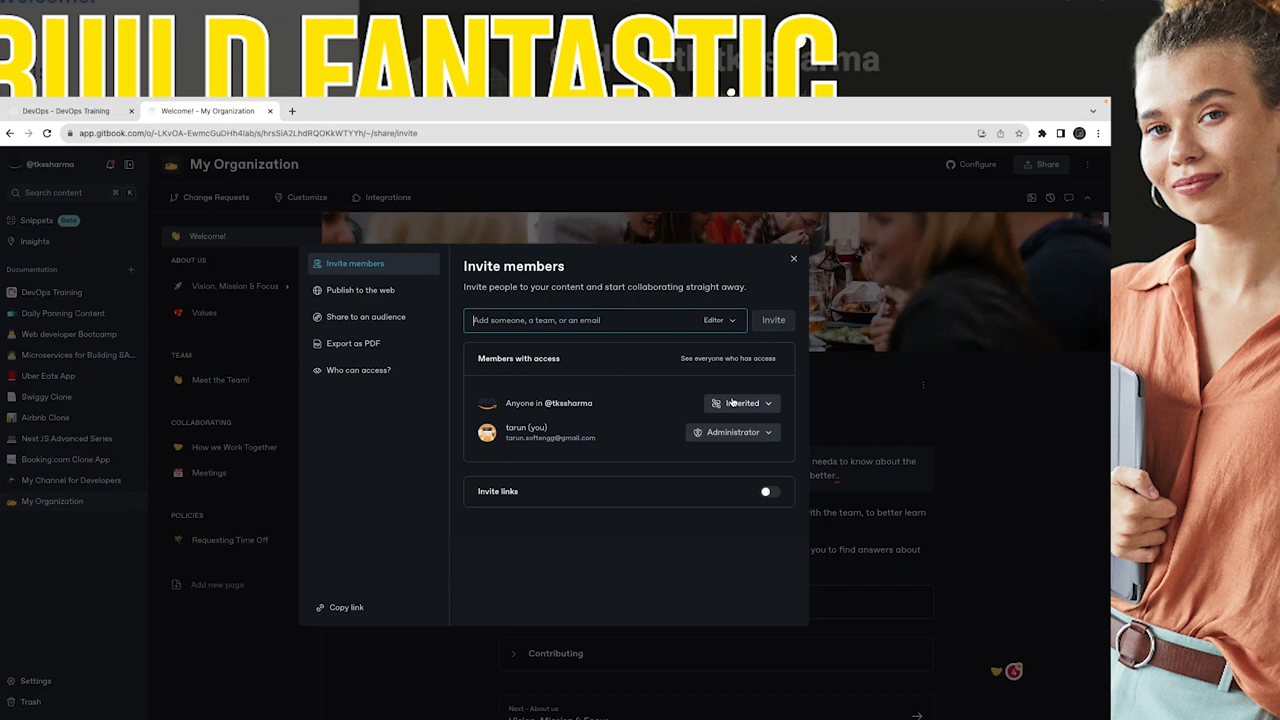 BUILD FANTASTIC
DevOps - DevOps Training
Welcome! - My Organization
app.gitbook.com/o/-LKvOA-EwmcGuDHh4lab/s/hrsSiA2LhdRQOKkWTYYh/~/share/invite
@tkssharma
My Organization
Configure
Share
Search content
K
Change Requests
Customize
Integrations
Snippets
Beta
Insights
Documentation
DevOps Training
Daily Panning Content
Web developer Bootcamp
Microservices for Building SA...
Uber Eats App
Swiggy Clone
Airbnb Clone
Nest JS Advanced Series
Booking.com Clone App
My Channel for Developers
My Organization
Settings
Trash
Welcome!
ABOUT US
Vision, Mission & Focus
Values
TEAM
Meet the Team!
COLLABORATING
How we Work Together
Meetings
POLICIES
Requesting Time Off
Add new page
Invite members
Publish to the web
Share to an audience
Export as PDF
Who can access?
Copy link
Invite members
Invite people to your content and start collaborating straight away.
Add someone, a team, or an email
Editor
Invite
Members with access
See everyone who has access
Anyone in @tkssharma
Inherited
tarun (you)
tarun.softengg@gmail.com
Administrator
Invite links
needs to know about the
better..
with the team, to better learn
you to find answers about
Contributing
Next - About us
4